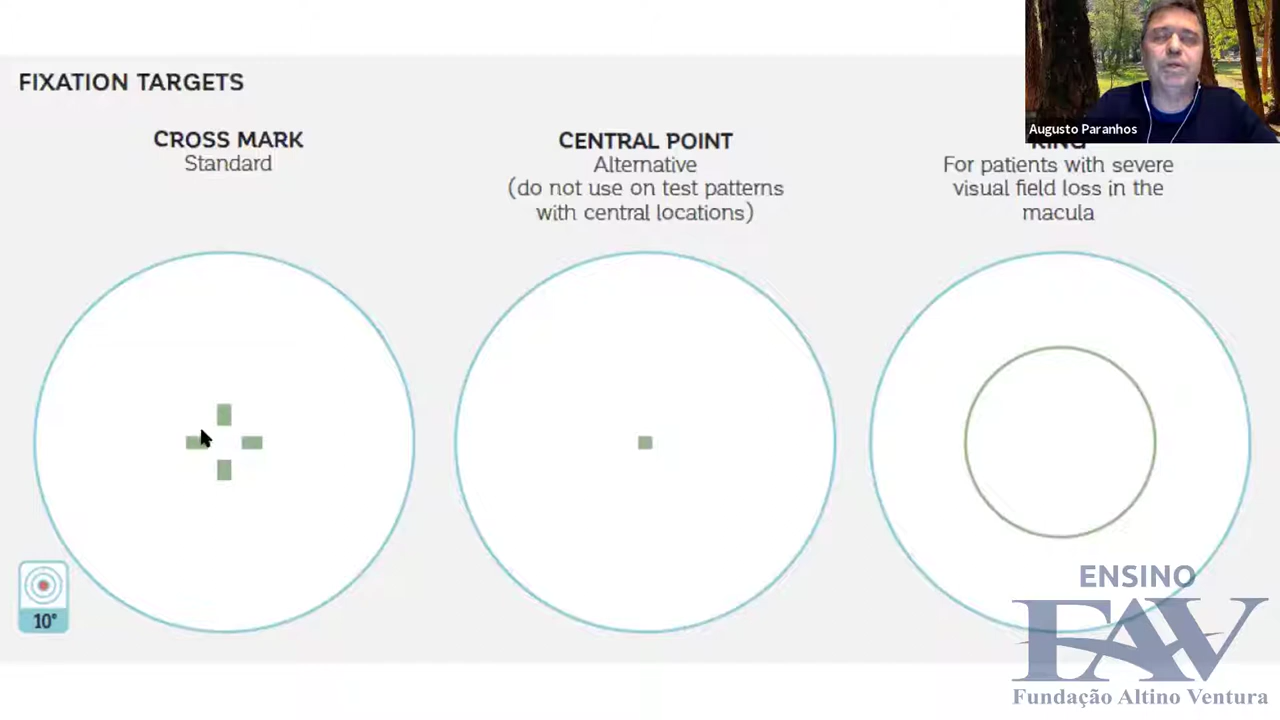 FIXATION TARGETS
CROSS MARK
Standard
CENTRAL POINT
Alternative
(do not use on test patterns
with central locations)
RING
For patients with severe
visual field loss in the
macula
Augusto Paranhos
10°
ENSINO
FAV
Fundação Altino Ventura